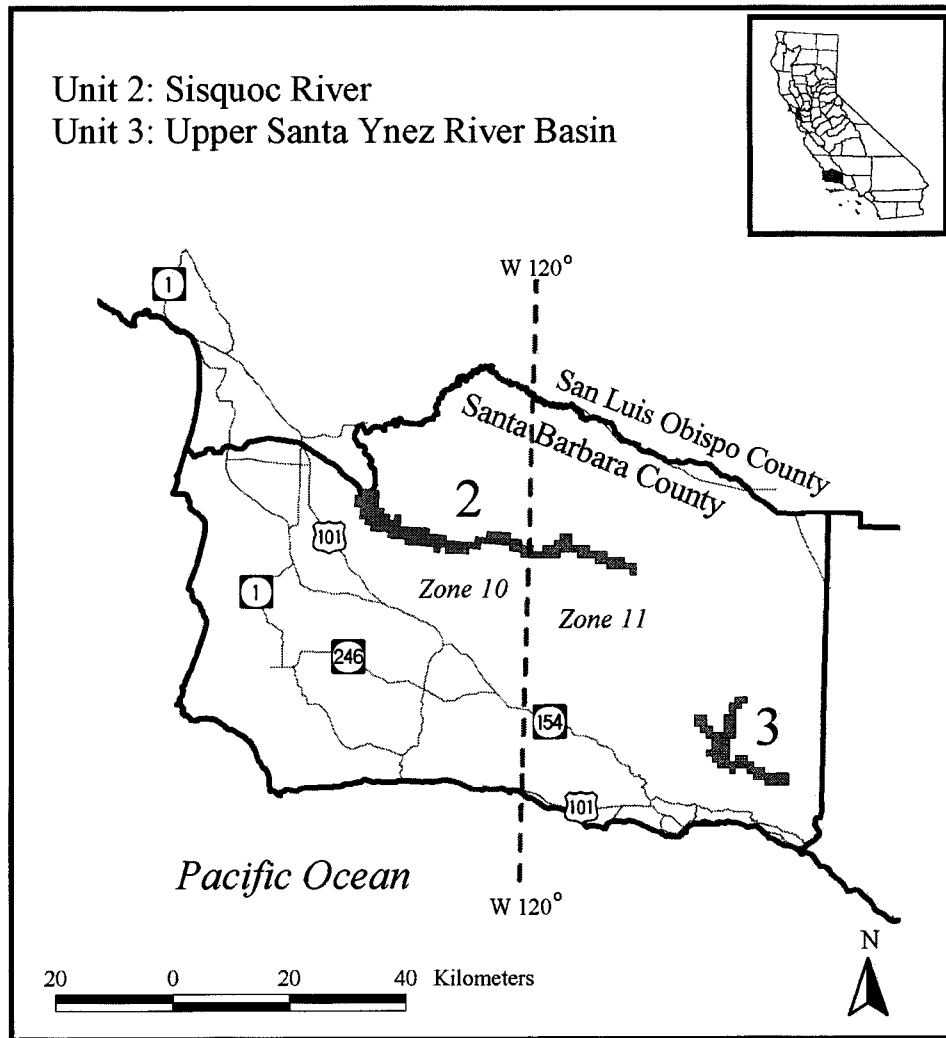 Unit 2: Sisquoc River
Unit 3: Upper Santa Ynez River Basin
W 120°
1
San Luis Obispo County
Santa Barbara County
2
101
Zone 10
1
Zone 11
246
154
3
101
Pacific Ocean
W 120°
N
20 0 20 40 Kilometers